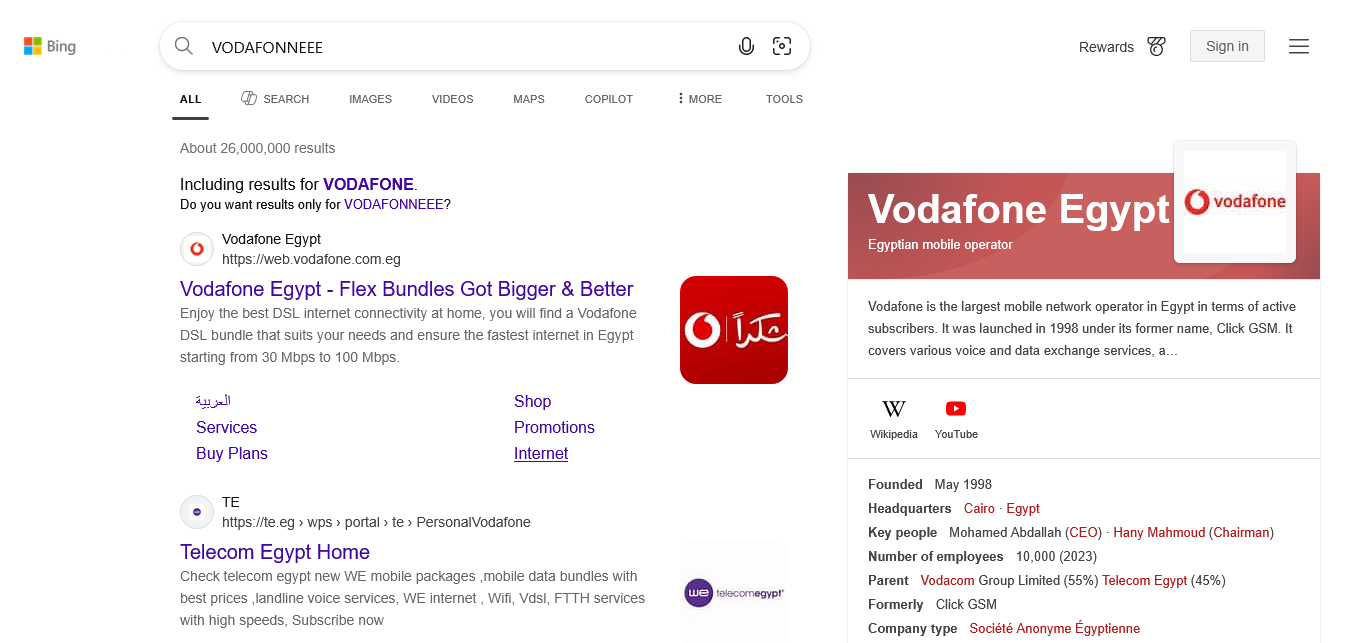 Bing
VODAFONNEEE
Rewards
Sign in
ALL
SEARCH
IMAGES
VIDEOS
MAPS
COPILOT
MORE
TOOLS
About 26,000,000 results
Including results for VODAFONE.
Do you want results only for VODAFONNEEE?
Vodafone Egypt
https://web.vodafone.com.eg
Vodafone Egypt - Flex Bundles Got Bigger & Better
Enjoy the best DSL internet connectivity at home, you will find a Vodafone
DSL bundle that suits your needs and ensure the fastest internet in Egypt
starting from 30 Mbps to 100 Mbps.
شكراً
العربية
Shop
Services
Promotions
Buy Plans
Internet
TE
https://te.eg › wps › portal › te › PersonalVodafone
Telecom Egypt Home
Check telecom egypt new WE mobile packages ,mobile data bundles with
best prices ,landline voice services, WE internet , Wifi, Vdsl, FTTH services
with high speeds, Subscribe now
we telecomegypt
Vodafone Egypt
Egyptian mobile operator
vodafone
Vodafone is the largest mobile network operator in Egypt in terms of active
subscribers. It was launched in 1998 under its former name, Click GSM. It
covers various voice and data exchange services, a…
W
Wikipedia
YouTube
Founded May 1998
Headquarters Cairo · Egypt
Key people Mohamed Abdallah (CEO) · Hany Mahmoud (Chairman)
Number of employees 10,000 (2023)
Parent Vodacom Group Limited (55%) Telecom Egypt (45%)
Formerly Click GSM
Company type Société Anonyme Égyptienne